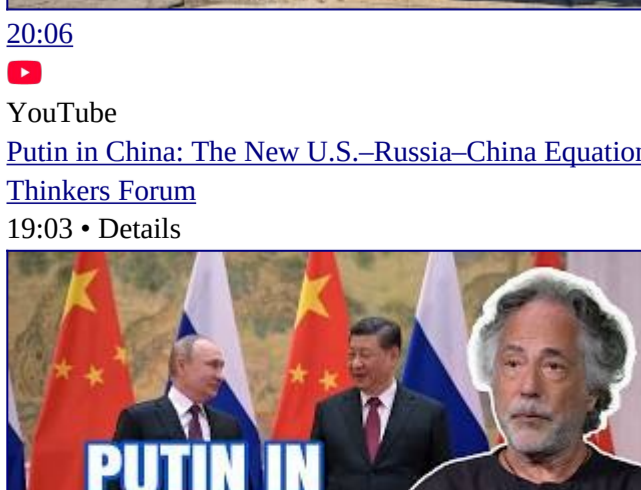 20:06
YouTube
Putin in China: The New U.S.–Russia–China Equation
Thinkers Forum
19:03 • Details
PUTIN IN